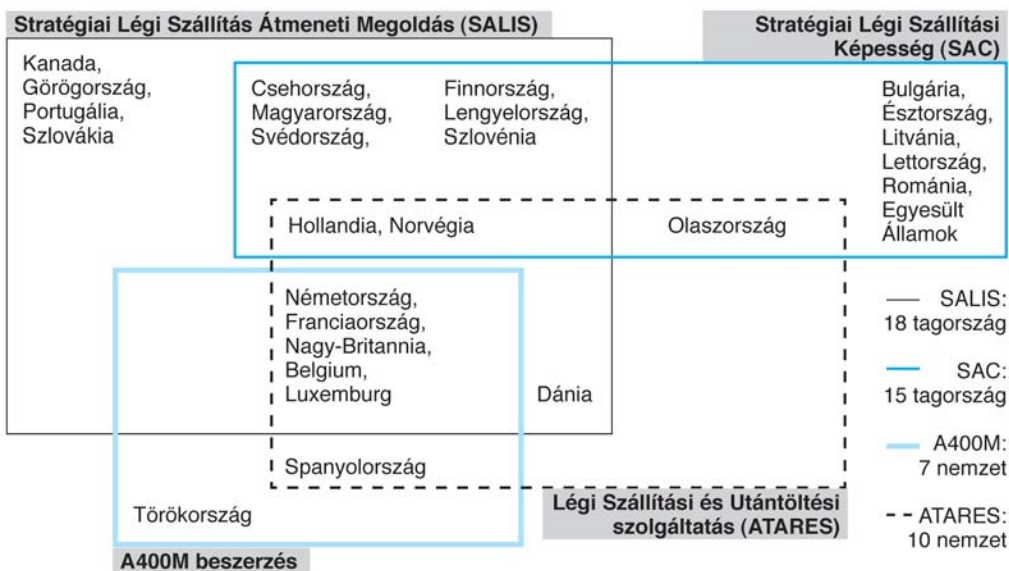 Stratégiai Légi Szállítás Átmeneti Megoldás (SALIS)
Stratégiai Légi Szállítási
Képesség (SAC)
Kanada,
Görögország,
Portugália,
Szlovákia
Csehország,
Magyarország,
Svédország,
Finnország,
Lengyelország,
Szlovénia
Bulgária,
Észtország,
Litvánia,
Lettország,
Románia,
Egyesült
Államok
Hollandia, Norvégia
Olaszország
Németország,
Franciaország,
Nagy-Britannia,
Belgium,
Luxemburg
Dánia
Spanyolország
Törökország
Légi Szállítási és Utántöltési
szolgáltatás (ATARES)
A400M beszerzés
SALIS:
18 tagország
SAC:
15 tagország
A400M:
7 nemzet
ATARES:
10 nemzet